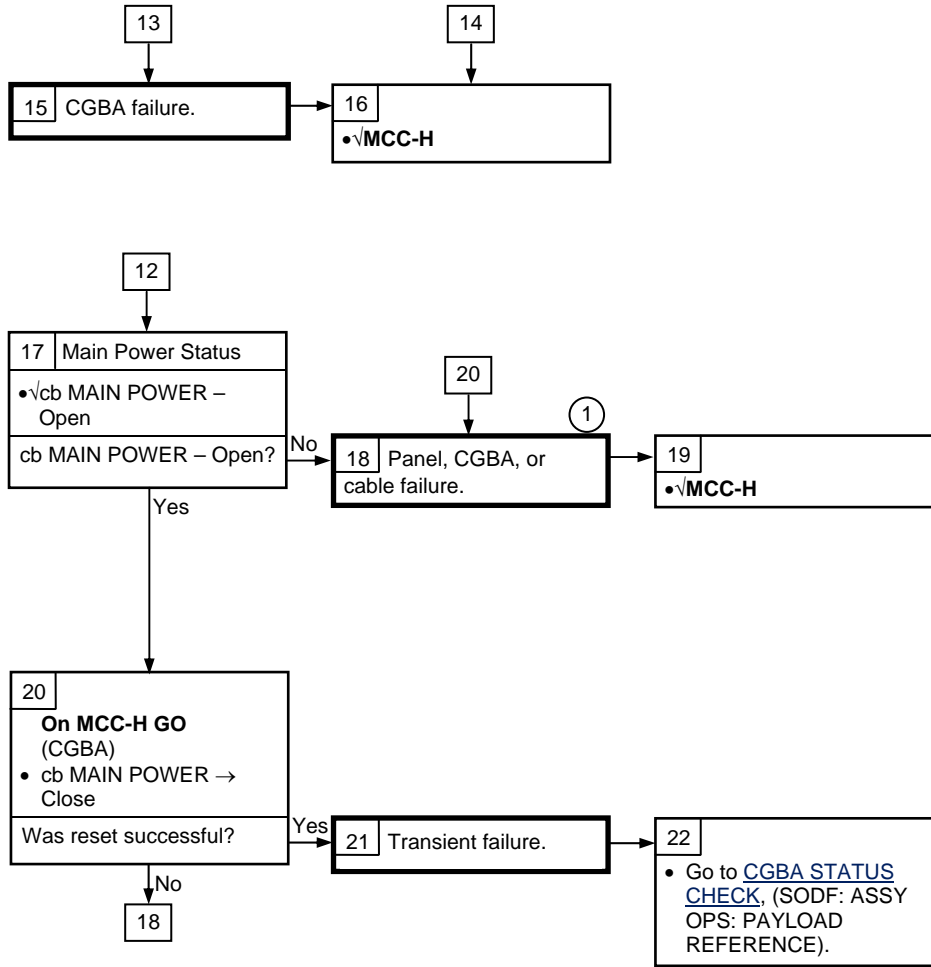 13
14
15 CGBA failure.
16
•√MCC-H
12
17 Main Power Status
•√cb MAIN POWER –
Open
cb MAIN POWER – Open?
No
Yes
20
1
18 Panel, CGBA, or
cable failure.
19
•√MCC-H
20
On MCC-H GO
(CGBA)
• cb MAIN POWER →
Close
Was reset successful?
Yes
No
18
21 Transient failure.
22
• Go to CGBA STATUS
CHECK, (SODF: ASSY
OPS: PAYLOAD
REFERENCE).